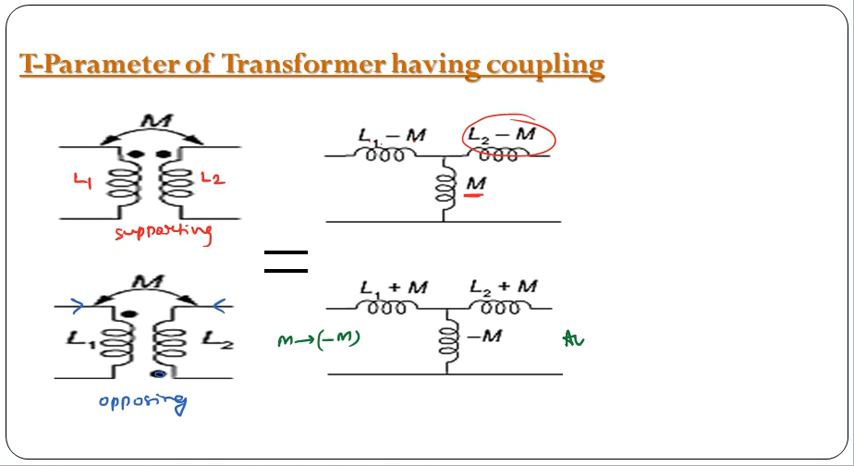 T-Parameter of Transformer having coupling
M
L1 L2
supporting
L₁ − M L₂ − M
M
=
M
L₁ L₂
opposing
M→(−M)
L₁ + M L₂ + M
−M